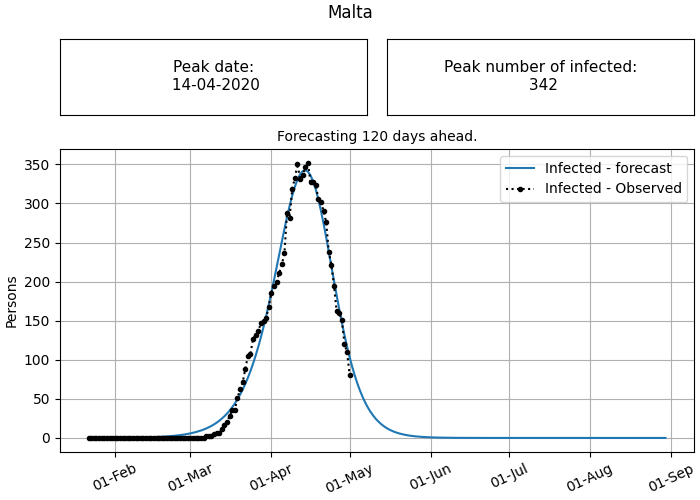 Malta
Peak date:
14-04-2020
Peak number of infected:
342
Forecasting 120 days ahead.
Infected - forecast
Infected - Observed
Persons
350
300
250
200
150
100
50
0
01-Feb
01-Mar
01-Apr
01-May
01-Jun
01-Jul
01-Aug
01-Sep